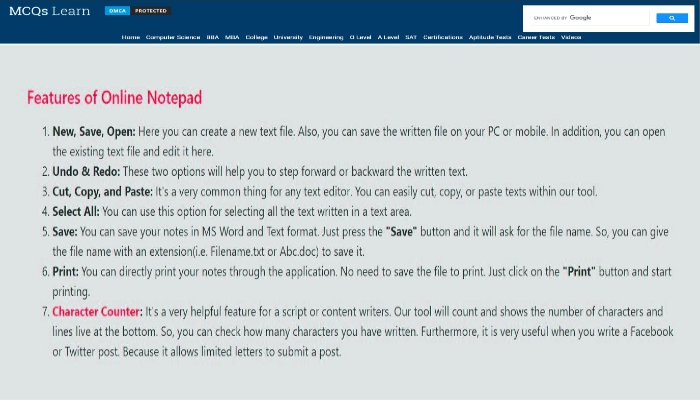 MCQs Learn
DMCA PROTECTED
ENHANCED BY Google
Home Computer Science BBA MBA College University Engineering O Level A Level SAT Certifications Aptitude Tests Career Tests Videos
Features of Online Notepad
1. New, Save, Open: Here you can create a new text file. Also, you can save the written file on your PC or mobile. In addition, you can open
the existing text file and edit it here.
2. Undo & Redo: These two options will help you to step forward or backward the written text.
3. Cut, Copy, and Paste: It's a very common thing for any text editor. You can easily cut, copy, or paste texts within our tool.
4. Select All: You can use this option for selecting all the text written in a text area.
5. Save: You can save your notes in MS Word and Text format. Just press the "Save" button and it will ask for the file name. So, you can give
the file name with an extension(i.e. Filename.txt or Abc.doc) to save it.
6. Print: You can directly print your notes through the application. No need to save the file to print. Just click on the "Print" button and start
printing.
7. Character Counter: It's a very helpful feature for a script or content writers. Our tool will count and shows the number of characters and
lines live at the bottom. So, you can check how many characters you have written. Furthermore, it is very useful when you write a Facebook
or Twitter post. Because it allows limited letters to submit a post.